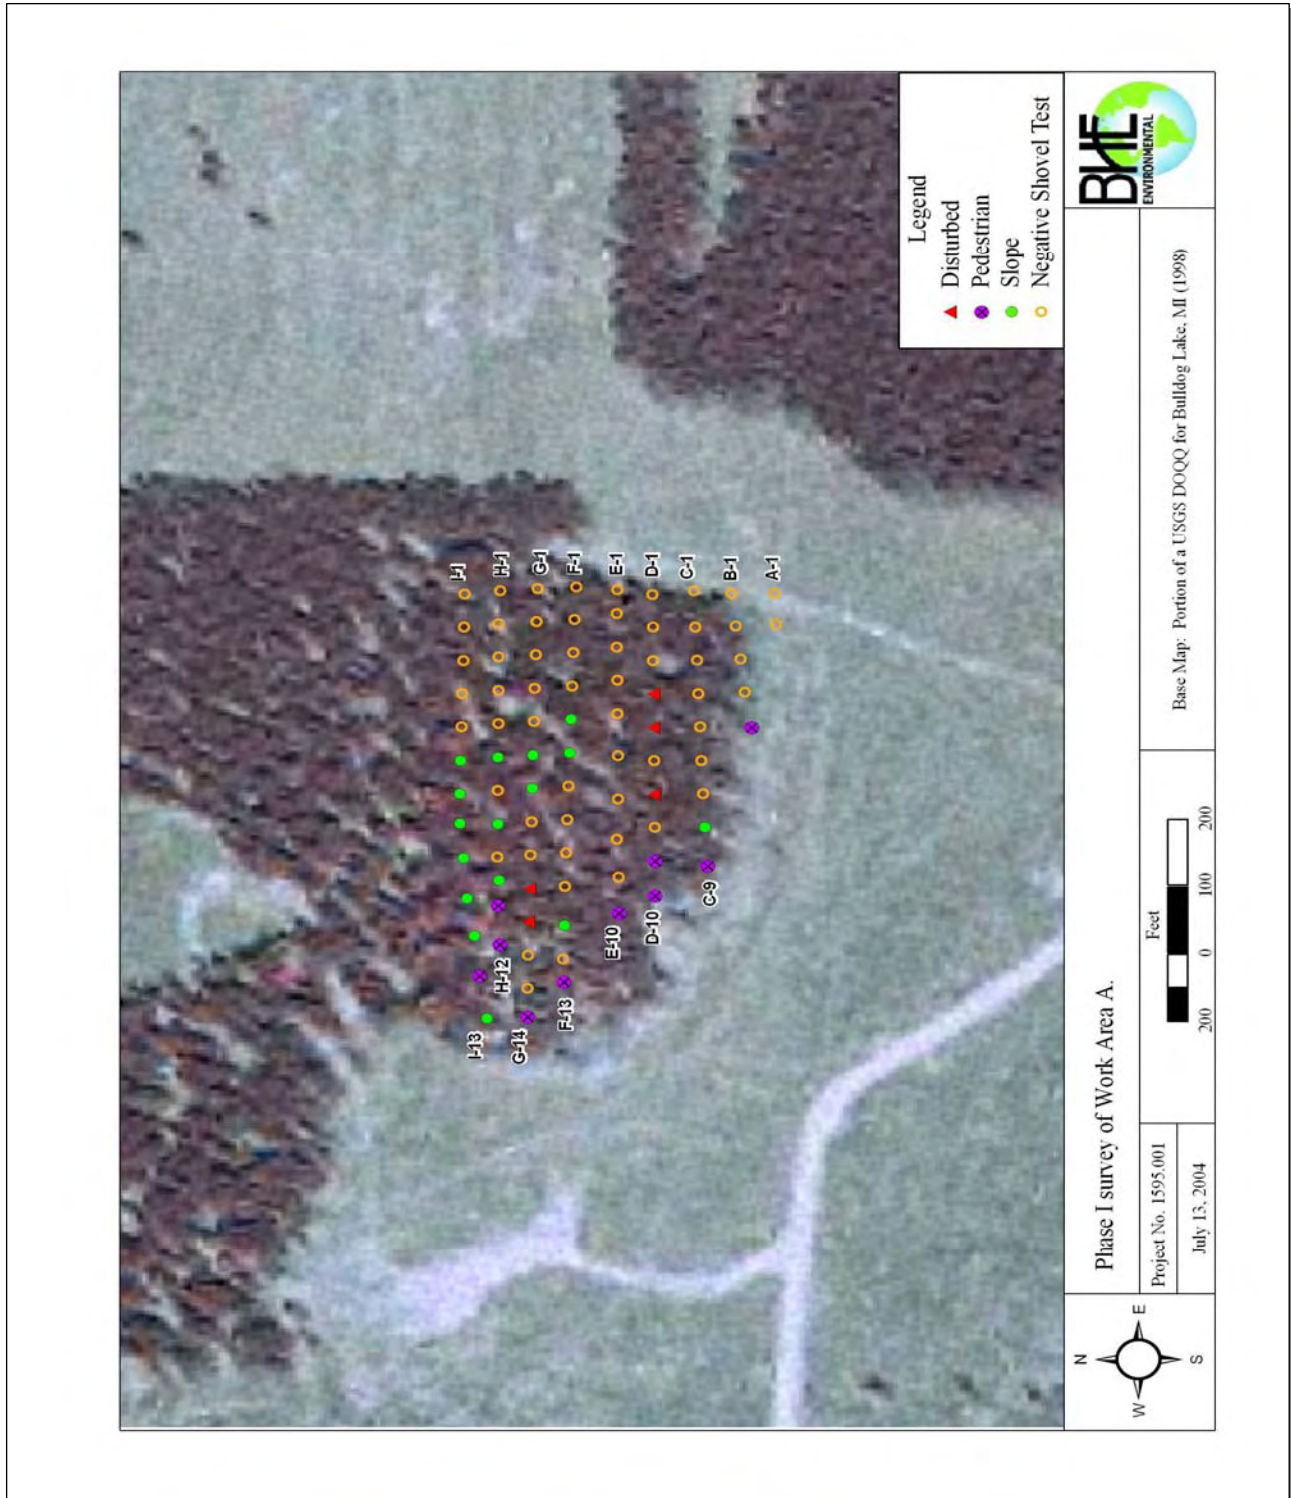 I-1
H-1
G-1
F-1
E-1
D-1
C-1
B-1
A-1
I-13
H-12
G-14
F-13
E-10
D-10
C-9
Legend
Disturbed
Pedestrian
Slope
Negative Shovel Test
N
W E
S
Phase I survey of Work Area A.
Project No. 1595.001
July 13, 2004
Feet
200 0 100 200
Base Map: Portion of a USGS DOQQ for Bulldog Lake, MI (1998)
BHE
ENVIRONMENTAL